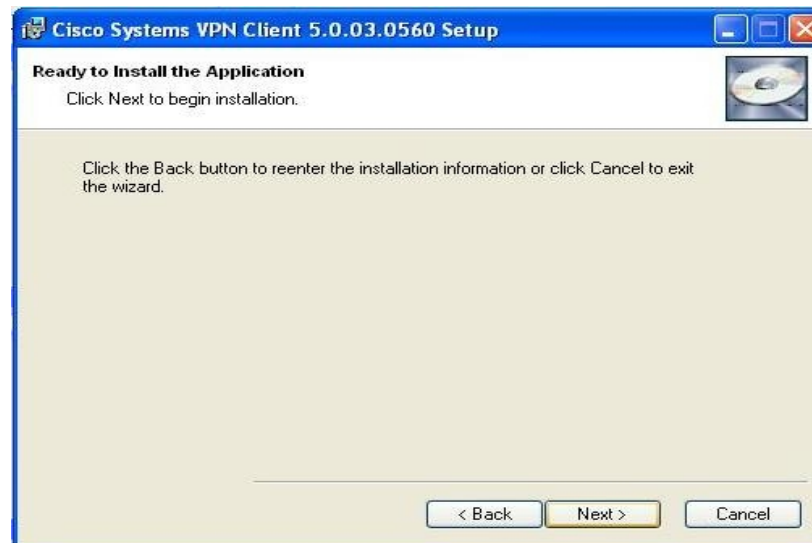 Cisco Systems VPN Client 5.0.03.0560 Setup
Ready to Install the Application
Click Next to begin installation.
Click the Back button to reenter the installation information or click Cancel to exit
the wizard.
< Back
Next >
Cancel